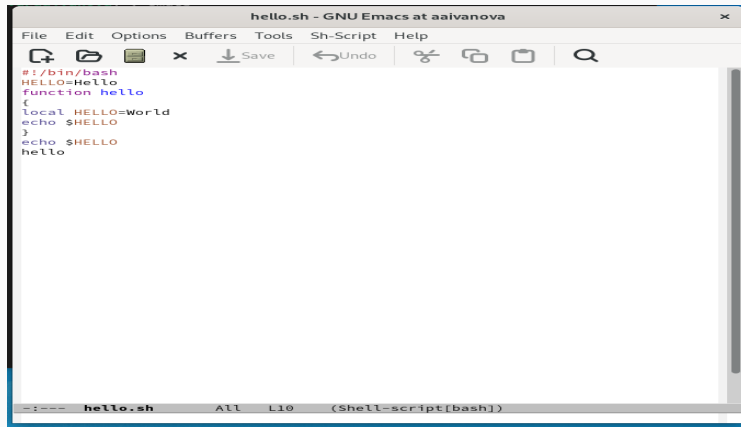 hello.sh - GNU Emacs at aaivanova ×
File Edit Options Buffers Tools Sh-Script Help
Save Undo
#!/bin/bash
HELLO=Hello
function hello
{
local HELLO=World
echo $HELLO
}
echo $HELLO
hello
-:--- hello.sh All L10 (Shell-script[bash])